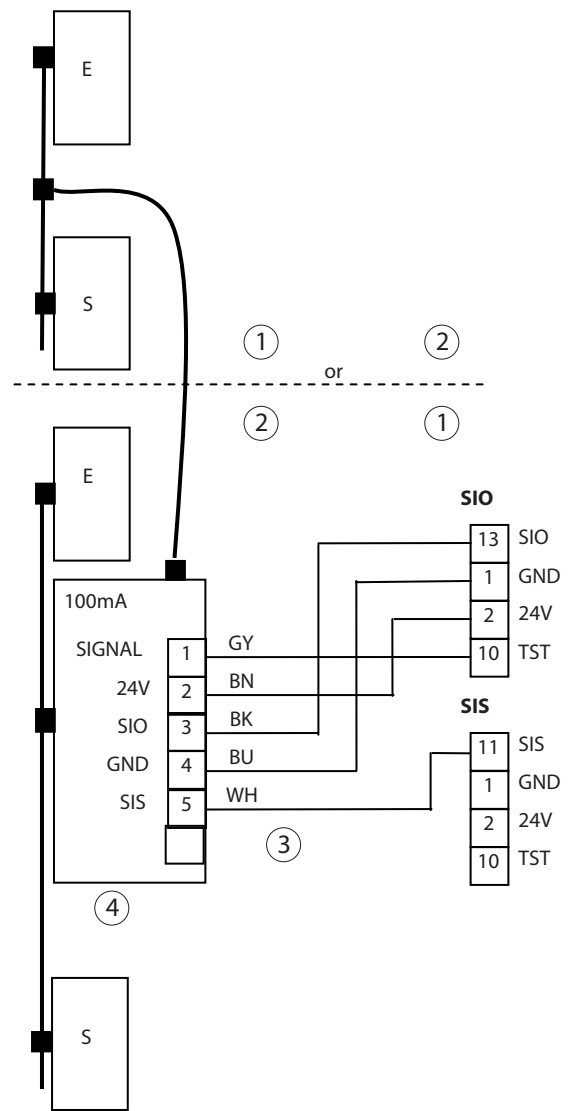 E
S
1 2
or
2 1
E
SIO
13 SIO
1 GND
2 24V
10 TST
100mA
SIGNAL 1 GY
24V 2 BN
SIO 3 BK
GND 4 BU
SIS 5 WH
SIS
11 SIS
1 GND
2 24V
10 TST
3
4
S